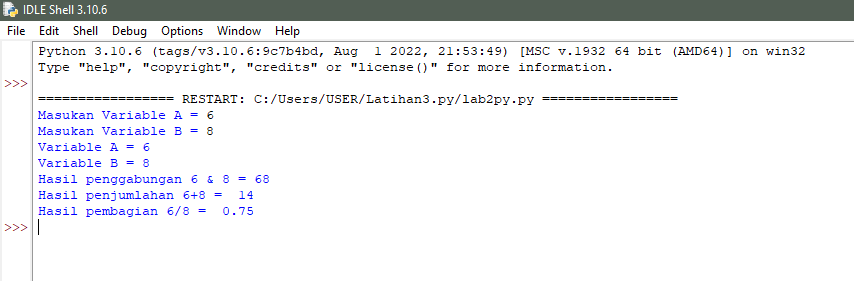 IDLE Shell 3.10.6
File Edit Shell Debug Options Window Help
Python 3.10.6 (tags/v3.10.6:9c7b4bd, Aug  1 2022, 21:53:49) [MSC v.1932 64 bit (AMD64)] on win32
Type "help", "copyright", "credits" or "license()" for more information.
>>>
================= RESTART: C:/Users/USER/Latihan3.py/lab2py.py =================
Masukan Variable A = 6
Masukan Variable B = 8
Variable A = 6
Variable B = 8
Hasil penggabungan 6 & 8 = 68
Hasil penjumlahan 6+8 =  14
Hasil pembagian 6/8 =  0.75
>>>